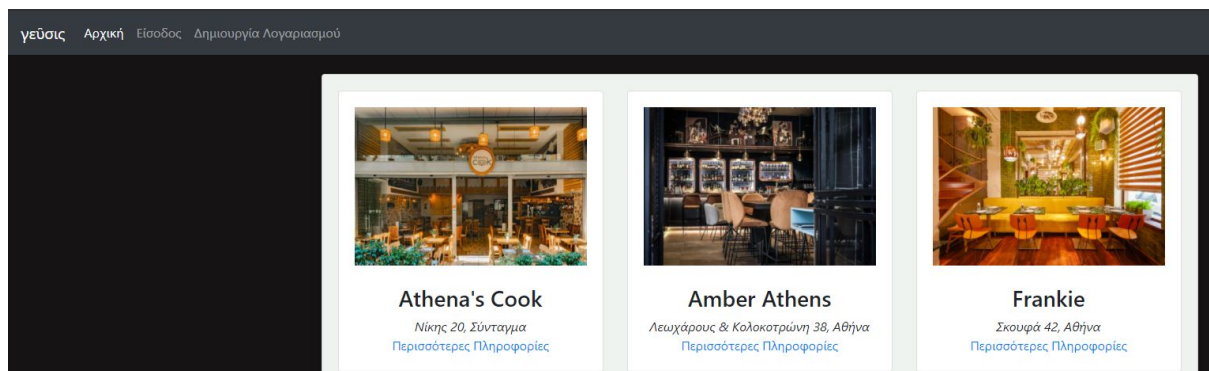 γεῦσις Αρχική Είσοδος Δημιουργία Λογαριασμού
COOK
Athena's Cook
Νίκης 20, Σύνταγμα
Περισσότερες Πληροφορίες
Amber Athens
Λεωχάρους & Κολοκοτρώνη 38, Αθήνα
Περισσότερες Πληροφορίες
Frankie
Σκουφά 42, Αθήνα
Περισσότερες Πληροφορίες